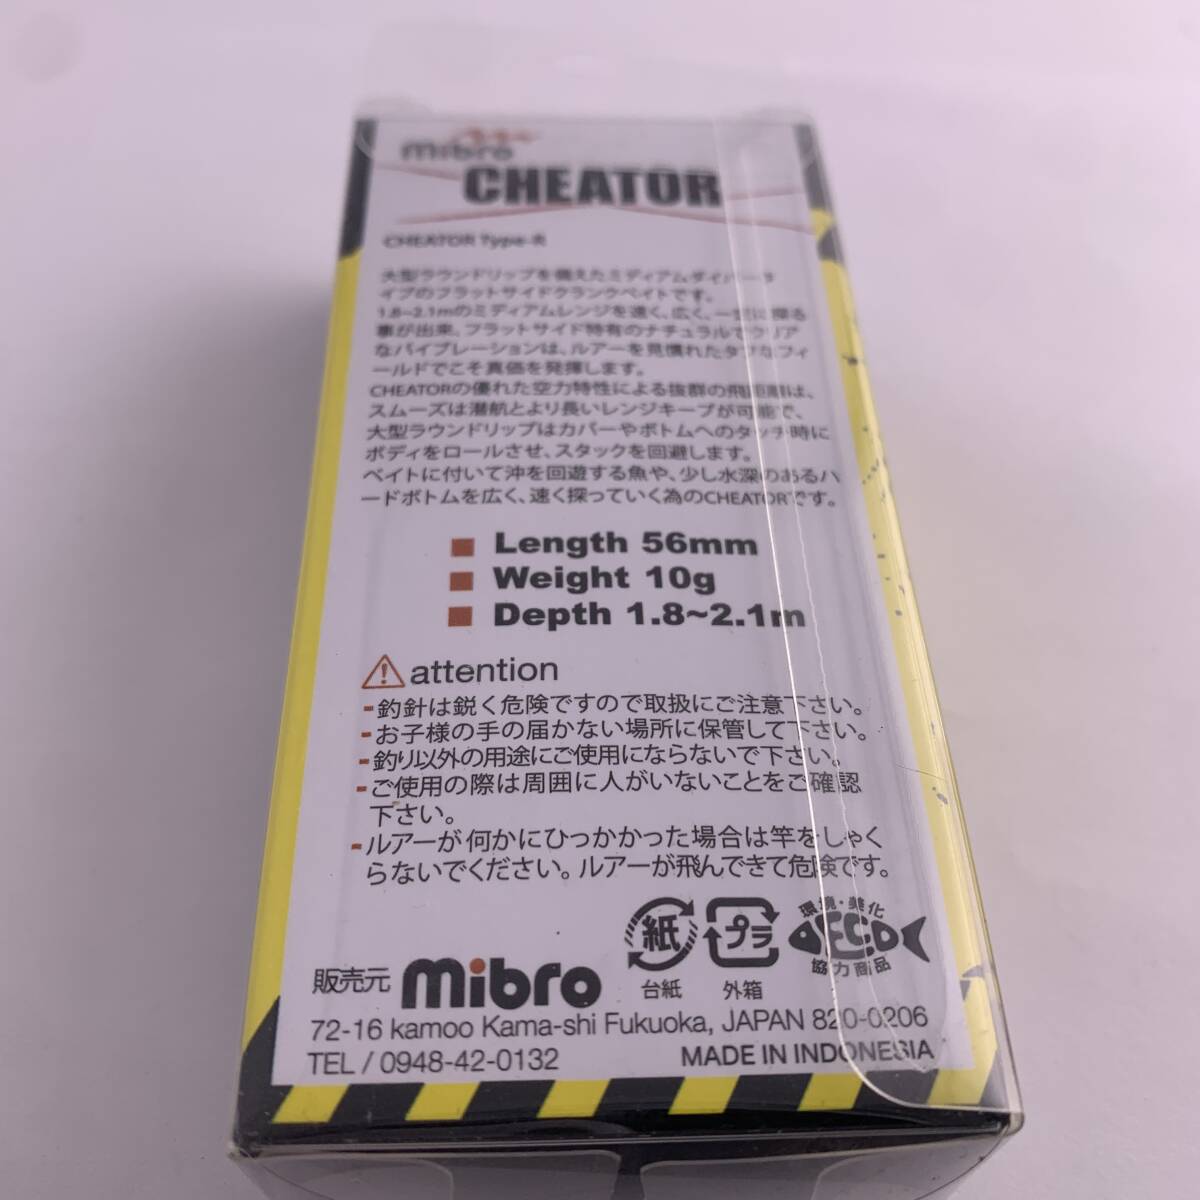 mibro
CHEATOR
CHEATOR Type-R
大型ラウンドリップを備えたミディアムダイバータ
イプのフラットサイドクランクベイトです。
1.8~2.1mのミディアムレンジを速く、広く、一定に探る
事が出来、フラットサイド特有のナチュラルでクリア
なバイブレーションは、ルアーを見慣れたタフなフィ
ールドでこそ真価を発揮します。
CHEATORの優れた空力特性による抜群の飛距離は、
スムーズは潜航とより長いレンジキープが可能で、
大型ラウンドリップはカバーやボトムへのタッチ時に
ボディをロールさせ、スタックを回避します。
ベイトに付いて沖を回遊する魚や、少し水深のあるハ
ードボトムを広く、速く探っていく為のCHEATORです。
Length 56mm
Weight 10g
Depth 1.8~2.1m
attention
-釣針は鋭く危険ですので取扱にご注意下さい。
-お子様の手の届かない場所に保管して下さい。
-釣り以外の用途にご使用にならないで下さい。
-ご使用の際は周囲に人がいないことをご確認
下さい。
-ルアーが何かにひっかかった場合は竿をしゃく
らないでください。ルアーが飛んできて危険です。
紙
台紙
プラ
外箱
環境・美化
ECO
協力商品
販売元 mibro
72-16 kamoo Kama-shi Fukuoka, JAPAN 820-0206
TEL / 0948-42-0132 MADE IN INDONESIA